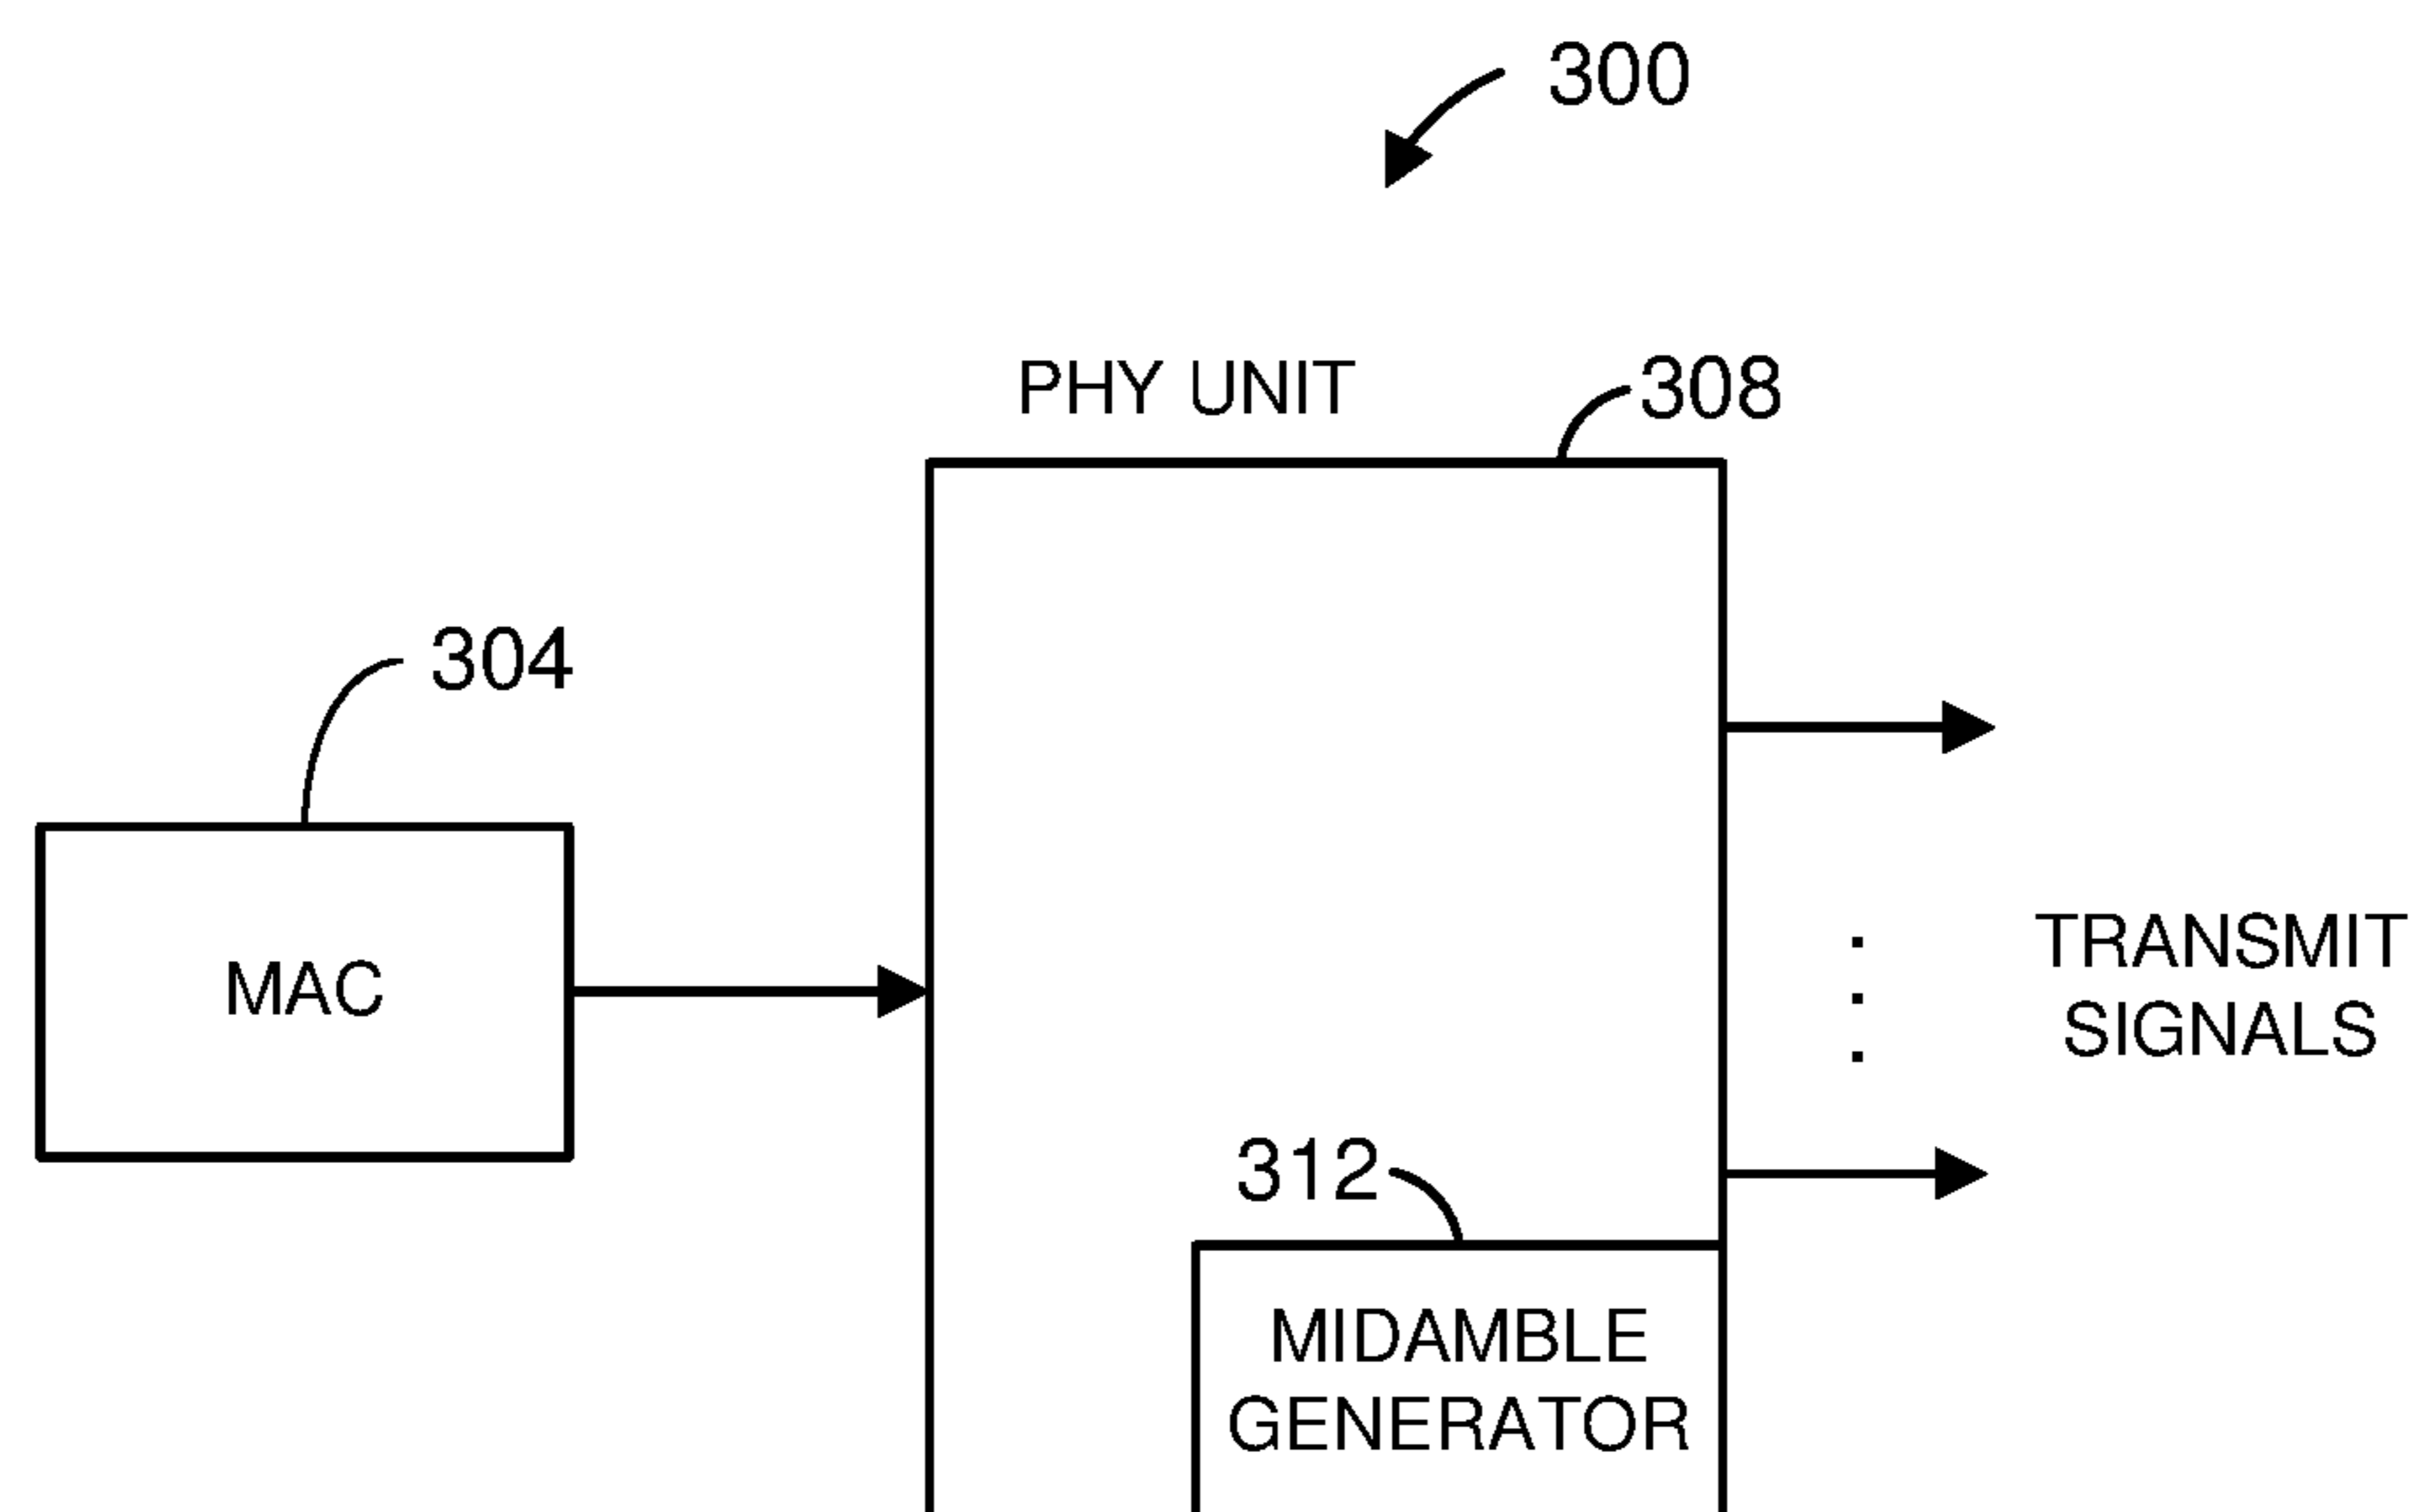 300
PHY UNIT
308
304
MAC
TRANSMIT
SIGNALS
312
MIDAMBLE
GENERATOR